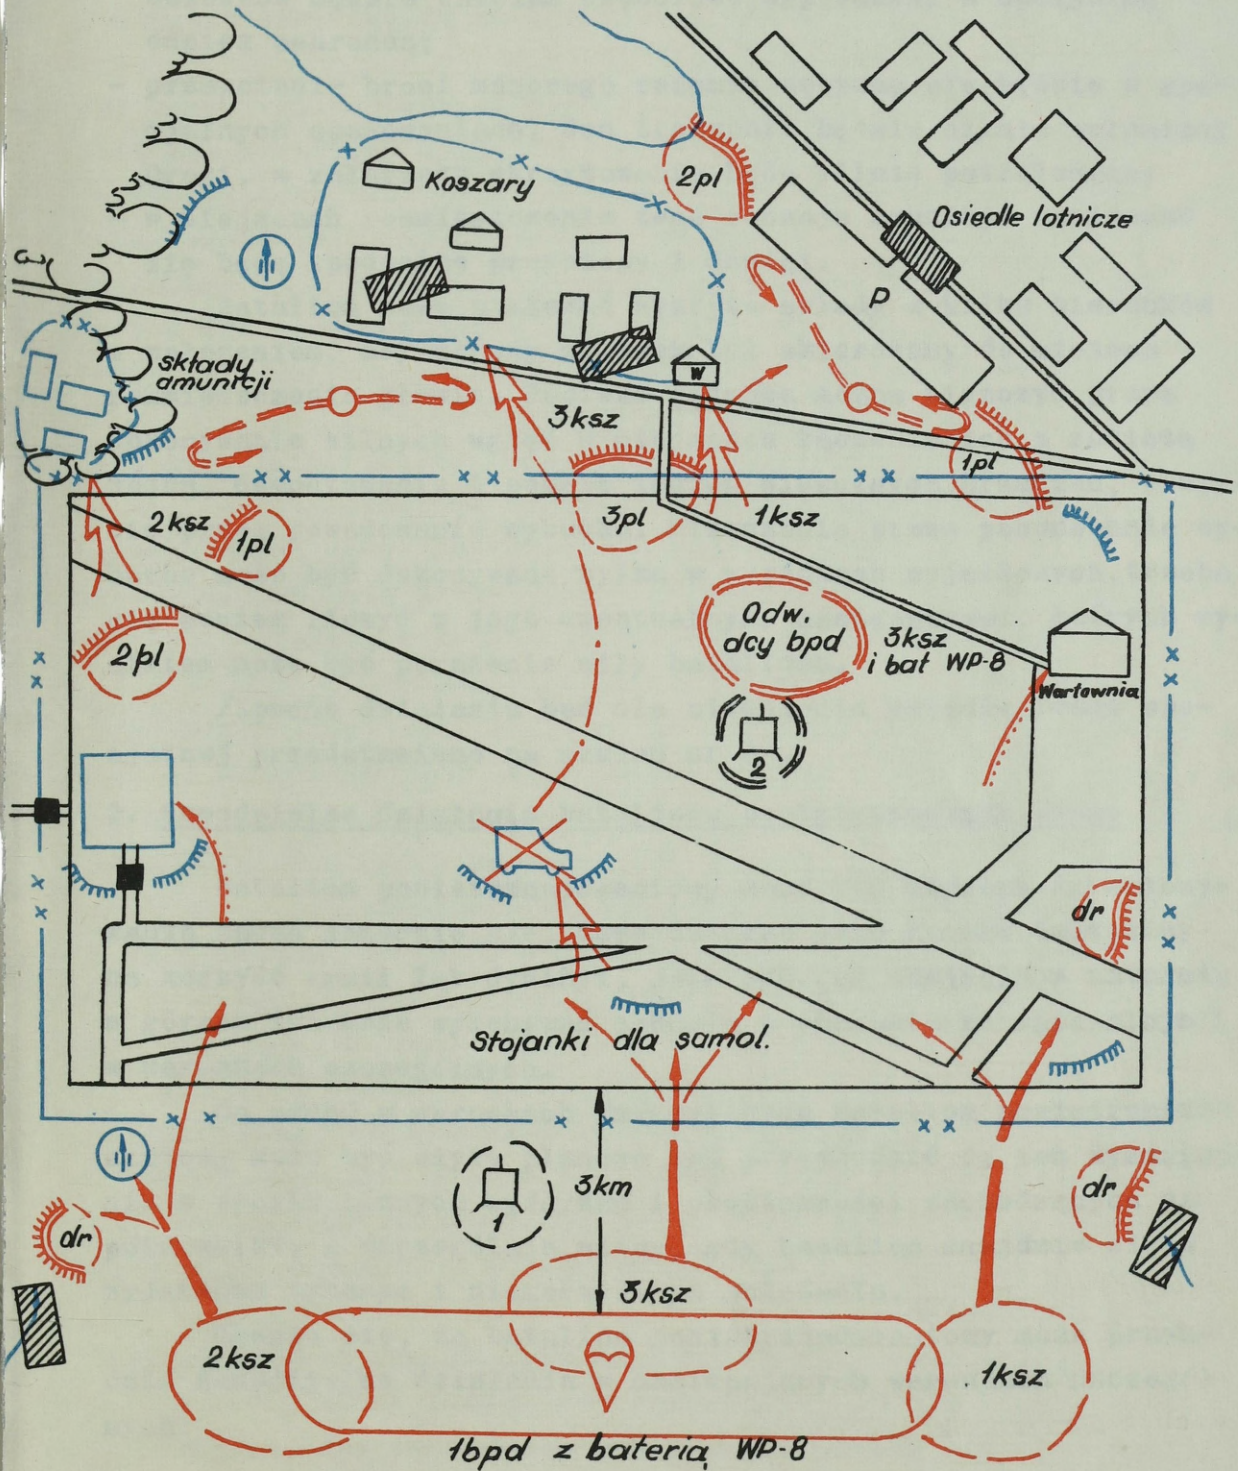 2pl
Koszary
Osiedle lotnicze
P
składy
amunicji
W
3ksz
1pl
2ksz
1pl
3pl
1ksz
2pl
Odw.
dcy bpd
3ksz
i bat WP-8
Wartownia
2
dr
Stojanki dla samol.
3km
1
dr
dr
3ksz
2ksz
1ksz
1bpd z baterią WP-8